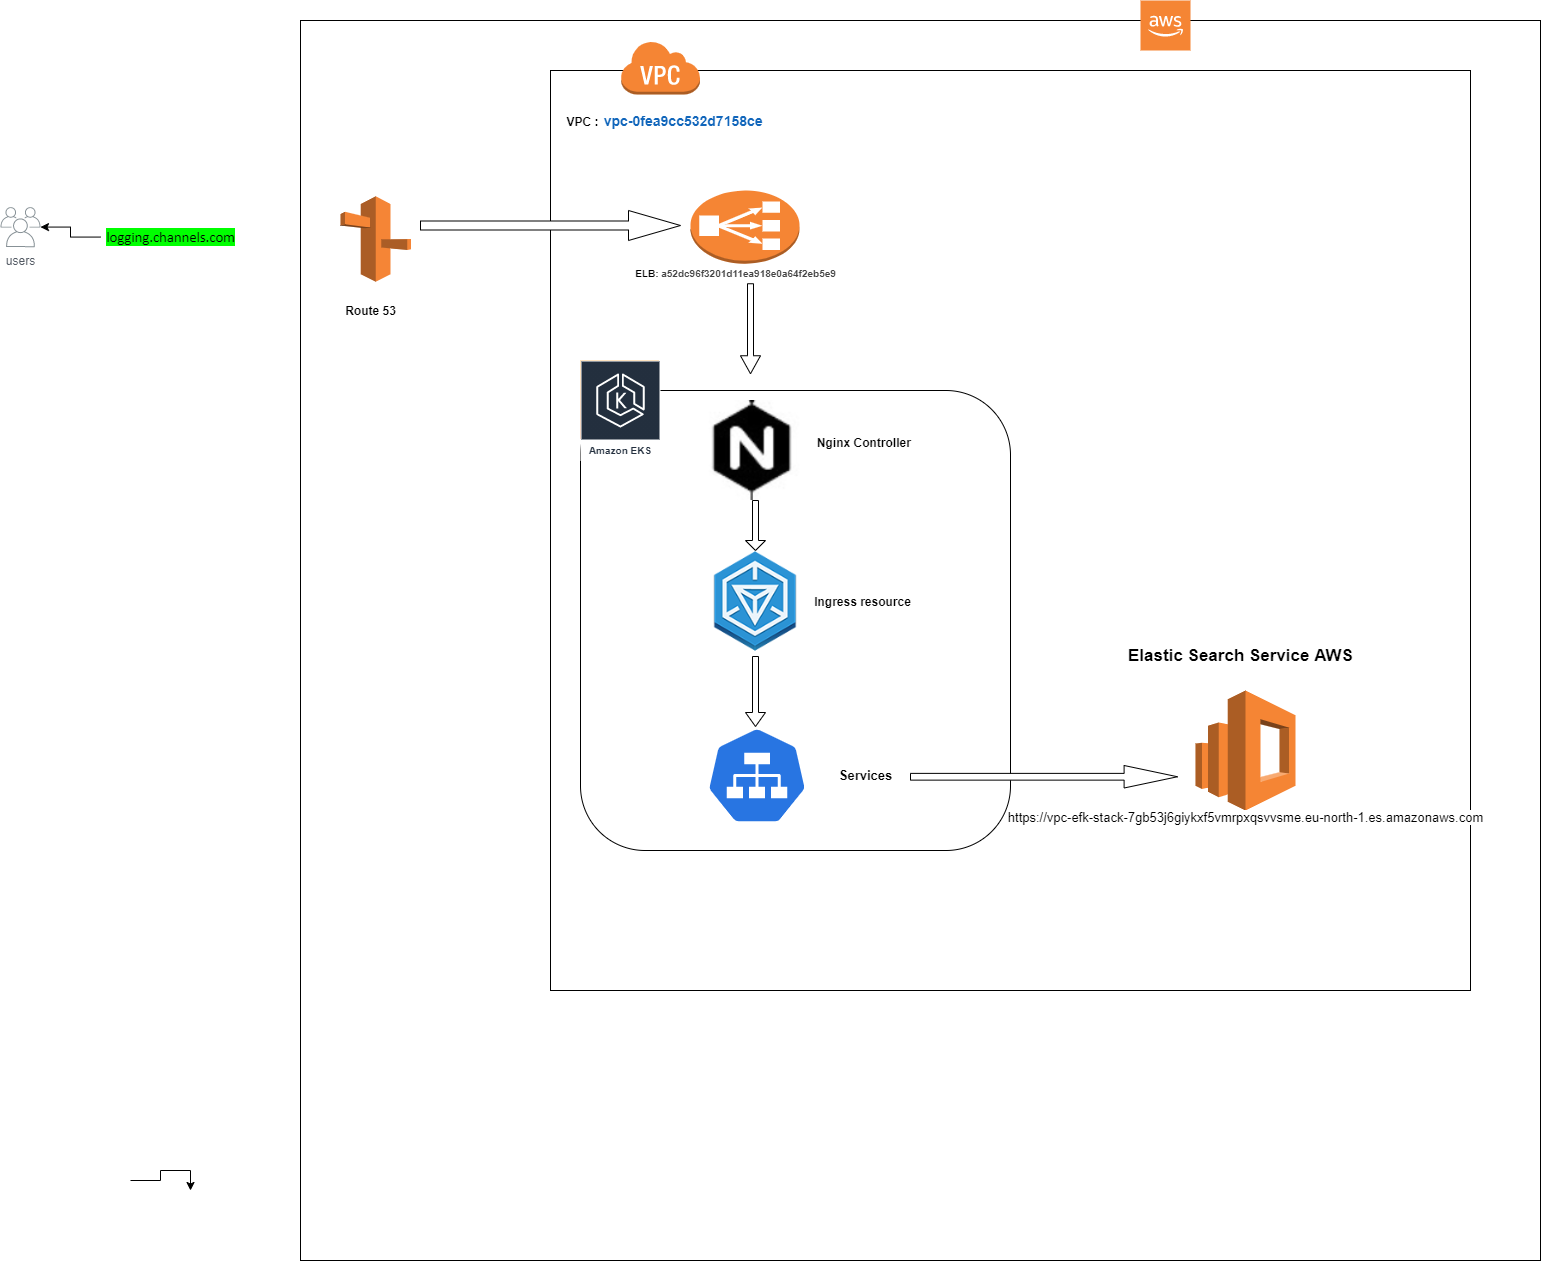 aws
VPC
VPC : vpc-0fea9cc532d7158ce
users
logging.channels.com
Route 53
ELB: a52dc96f3201d11ea918e0a64f2eb5e9
K
Amazon EKS
N
Nginx Controller
Ingress resource
Elastic Search Service AWS
Services
https://vpc-efk-stack-7gb53j6giykxf5vmrpxqsvvsme.eu-north-1.es.amazonaws.com